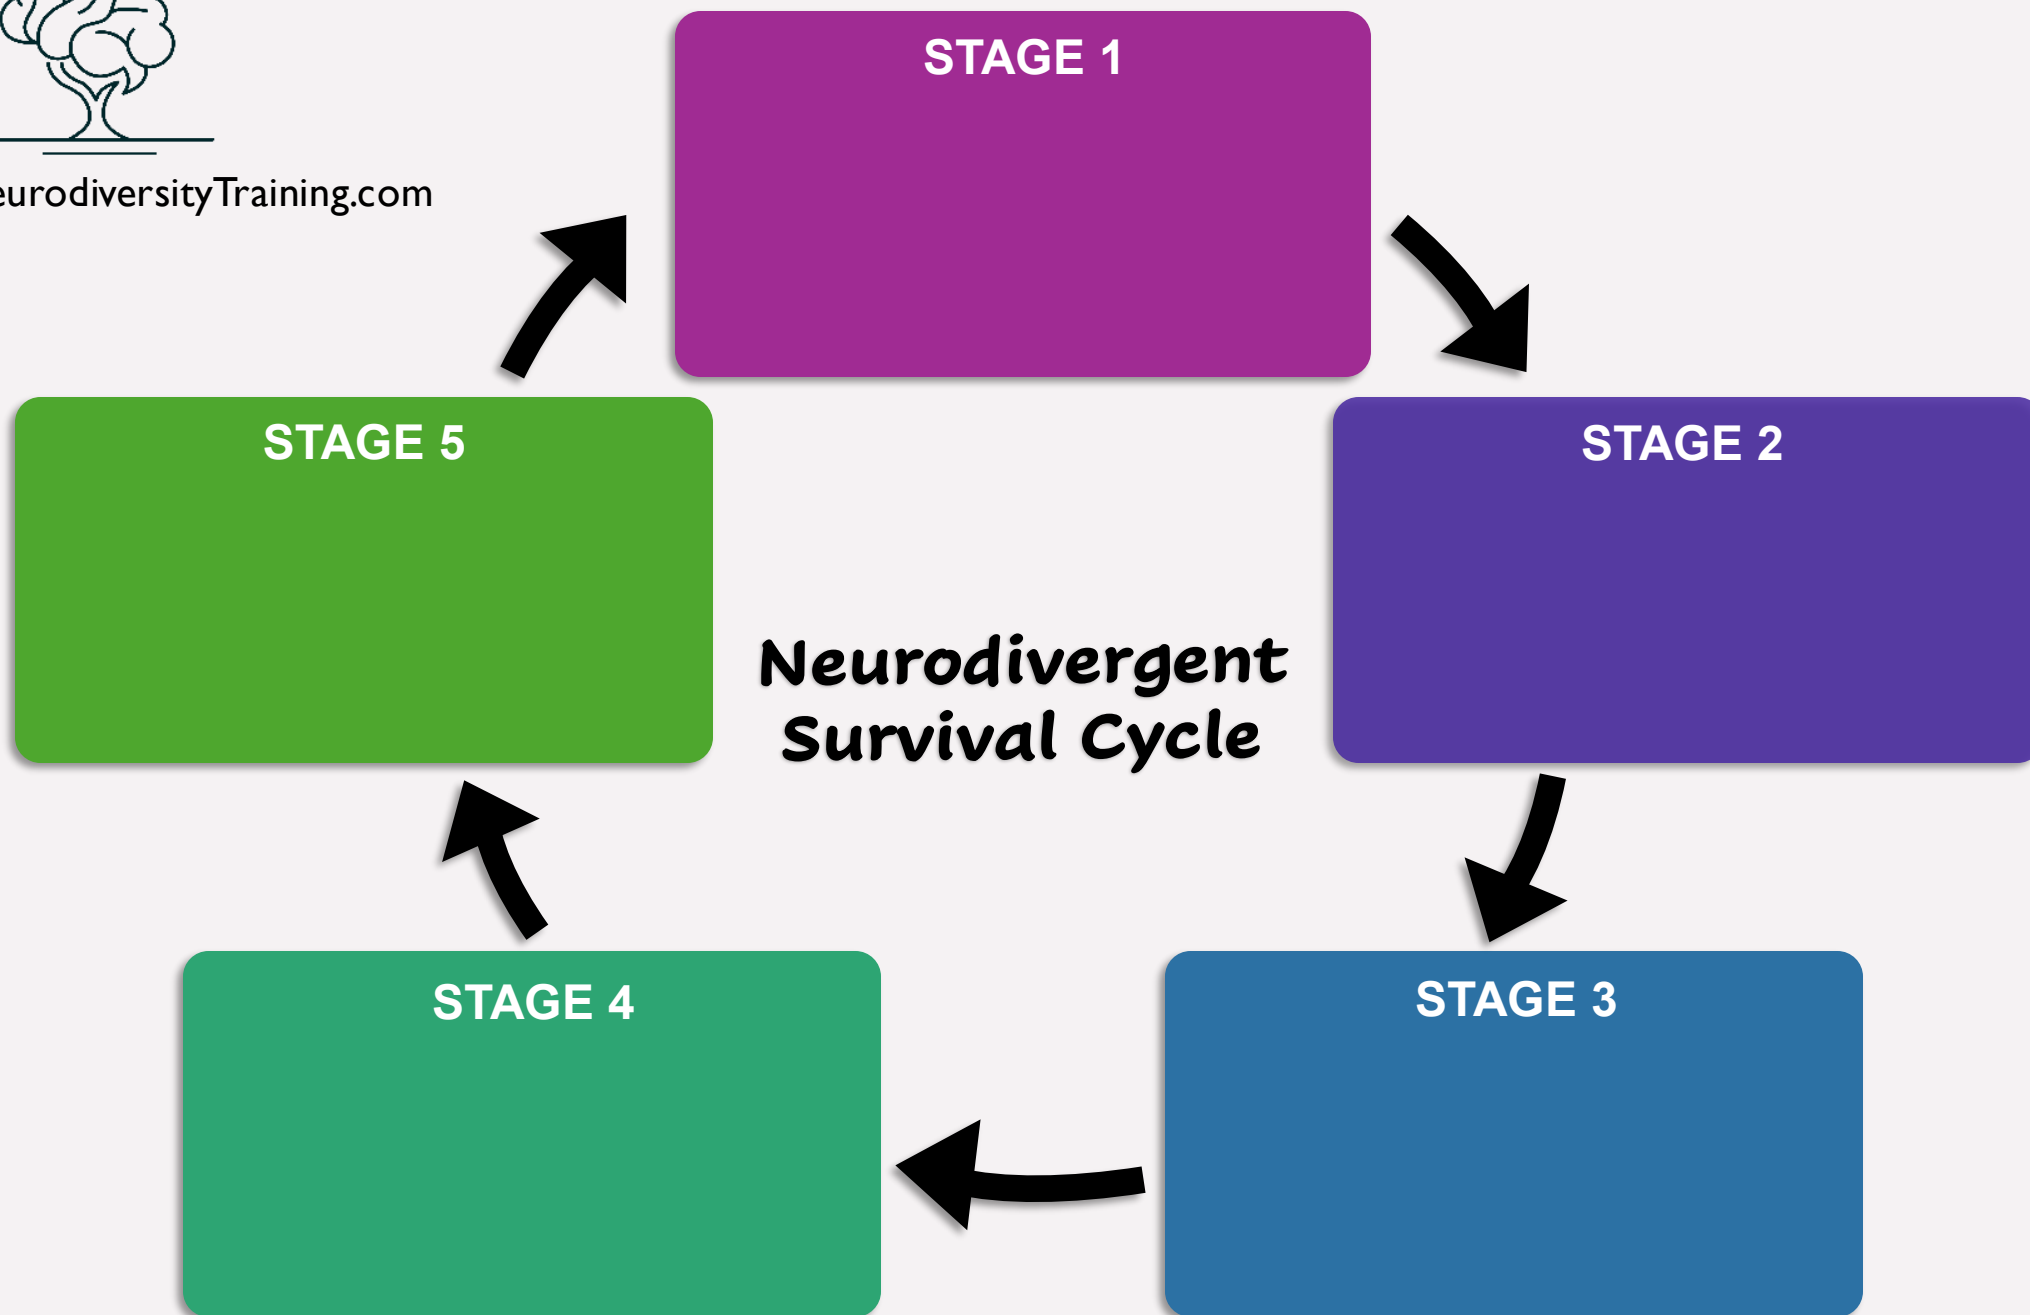 STAGE 1
eurodiversityTraining.com
STAGE 5
STAGE 2
Neurodivergent
Survival Cycle
STAGE 4
STAGE 3